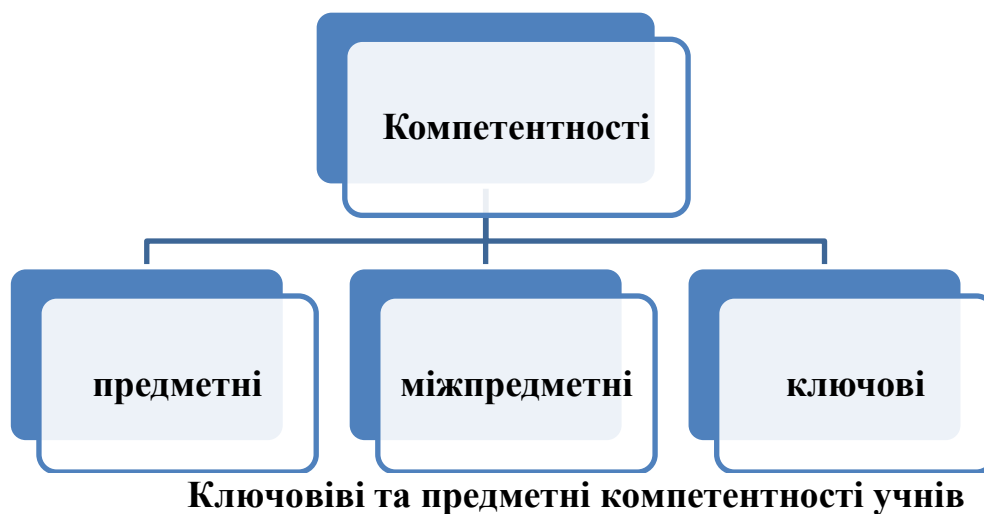 Компетентності
предметні
міжпредметні
ключові
Ключовіві та предметні компетентності учнів